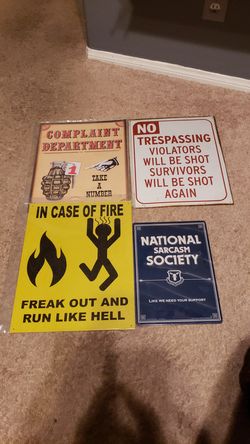 COMPLAINT
DEPARTMENT
1
TAKE
A
NUMBER
NO
TRESPASSING
VIOLATORS
WILL BE SHOT
SURVIVORS
WILL BE SHOT
AGAIN
IN CASE OF FIRE
FREAK OUT AND
RUN LIKE HELL
NATIONAL
SARCASM
SOCIETY
LIKE WE NEED YOUR SUPPORT